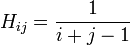 H_{ij} = \frac{1}{i + j - 1}